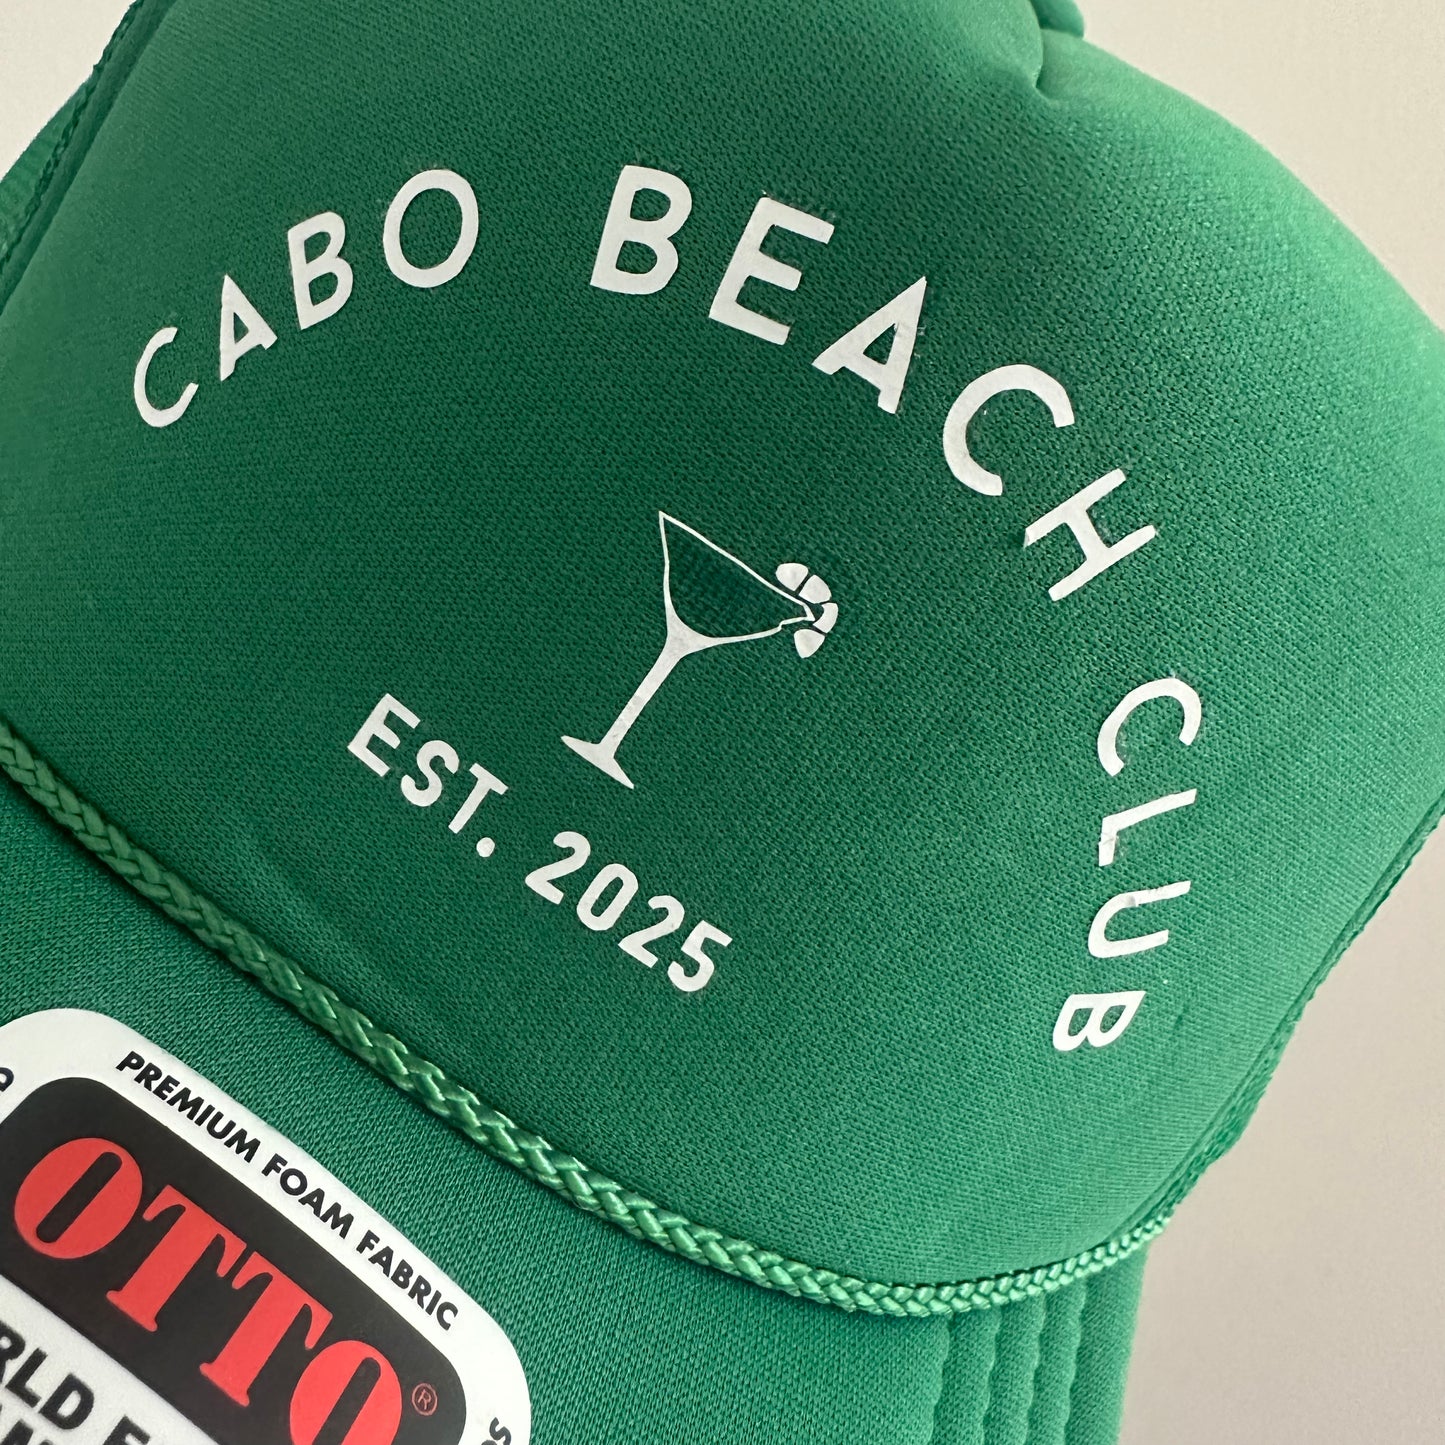 CABO BEACH CLUB
EST. 2025
PREMIUM FOAM FABRIC
OTTO®